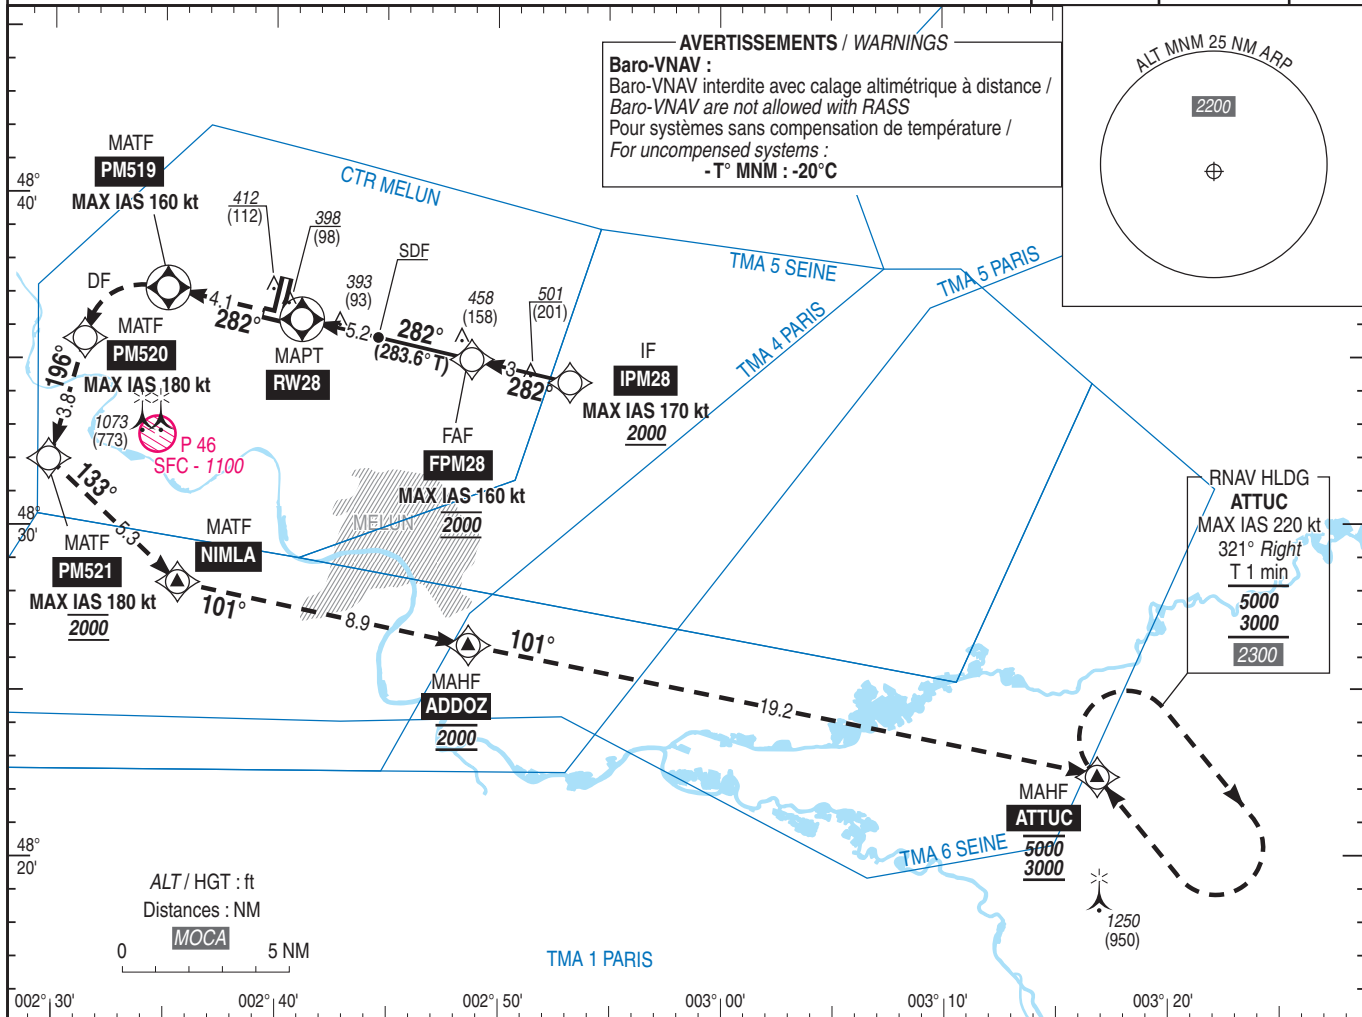 AVERTISSEMENTS / WARNINGS
Baro-VNAV :
Baro-VNAV interdite avec calage altimétrique à distance /
Baro-VNAV are not allowed with RASS
Pour systèmes sans compensation de température /
For uncompensed systems :
- T° MNM : -20°C
ALT MNM 25 NM ARP
2200
48°
40'
MATF
PM519
MAX IAS 160 kt
412
(112)
398
(98)
CTR MELUN
SDF
393
(93)
458
(158)
501
(201)
TMA 5 SEINE
TMA 5 PARIS
TMA 4 PARIS
DF
4.1
282°
5.2
282°
(283.6° T)
3
282°
MAPT
RW28
IF
IPM28
MAX IAS 170 kt
2000
MATF
PM520
MAX IAS 180 kt
196°
3.8
1073
(773)
P 46
SFC - 1100
FAF
FPM28
MAX IAS 160 kt
2000
MELUN
133°
5.3
48°
30'
MATF
PM521
MAX IAS 180 kt
2000
MATF
NIMLA
101°
8.9
101°
MAHF
ADDOZ
2000
19.2
RNAV HLDG
ATTUC
MAX IAS 220 kt
321° Right
T 1 min
5000
3000
2300
MAHF
ATTUC
5000
3000
48°
20'
TMA 6 SEINE
1250
(950)
ALT / HGT : ft
Distances : NM
MOCA
0 5 NM
TMA 1 PARIS
002° 30' 002° 40' 002° 50' 003° 00' 003° 10' 003° 20'